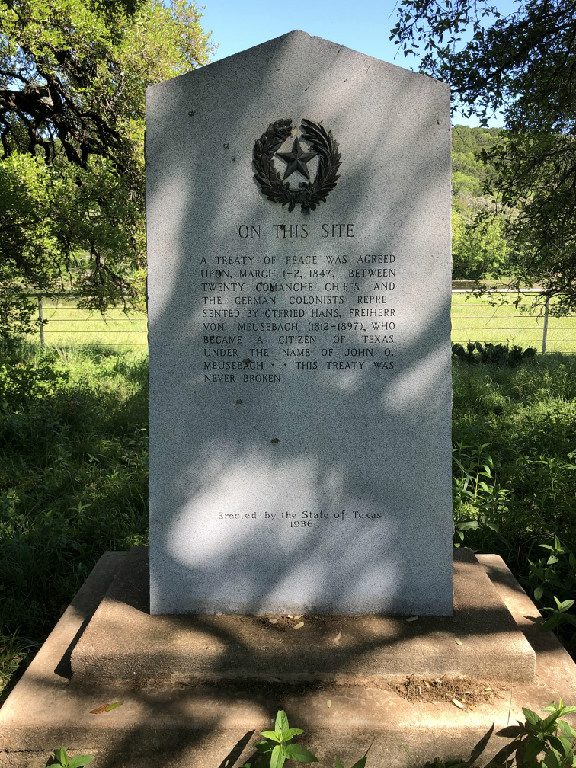 ON THIS SITE
A TREATY OF PEACE WAS AGREED
UPON, MARCH 1-2, 1847, BETWEEN
TWENTY COMANCHE CHIEFS AND
THE GERMAN COLONISTS REPRE-
SENTED BY OTFRIED HANS, FREIHERR
VON MEUSEBACH (1812-1897), WHO
BECAME A CITIZEN OF TEXAS
UNDER THE NAME OF JOHN O.
MEUSEBACH • • THIS TREATY WAS
NEVER BROKEN
Erected by the State of Texas
1936